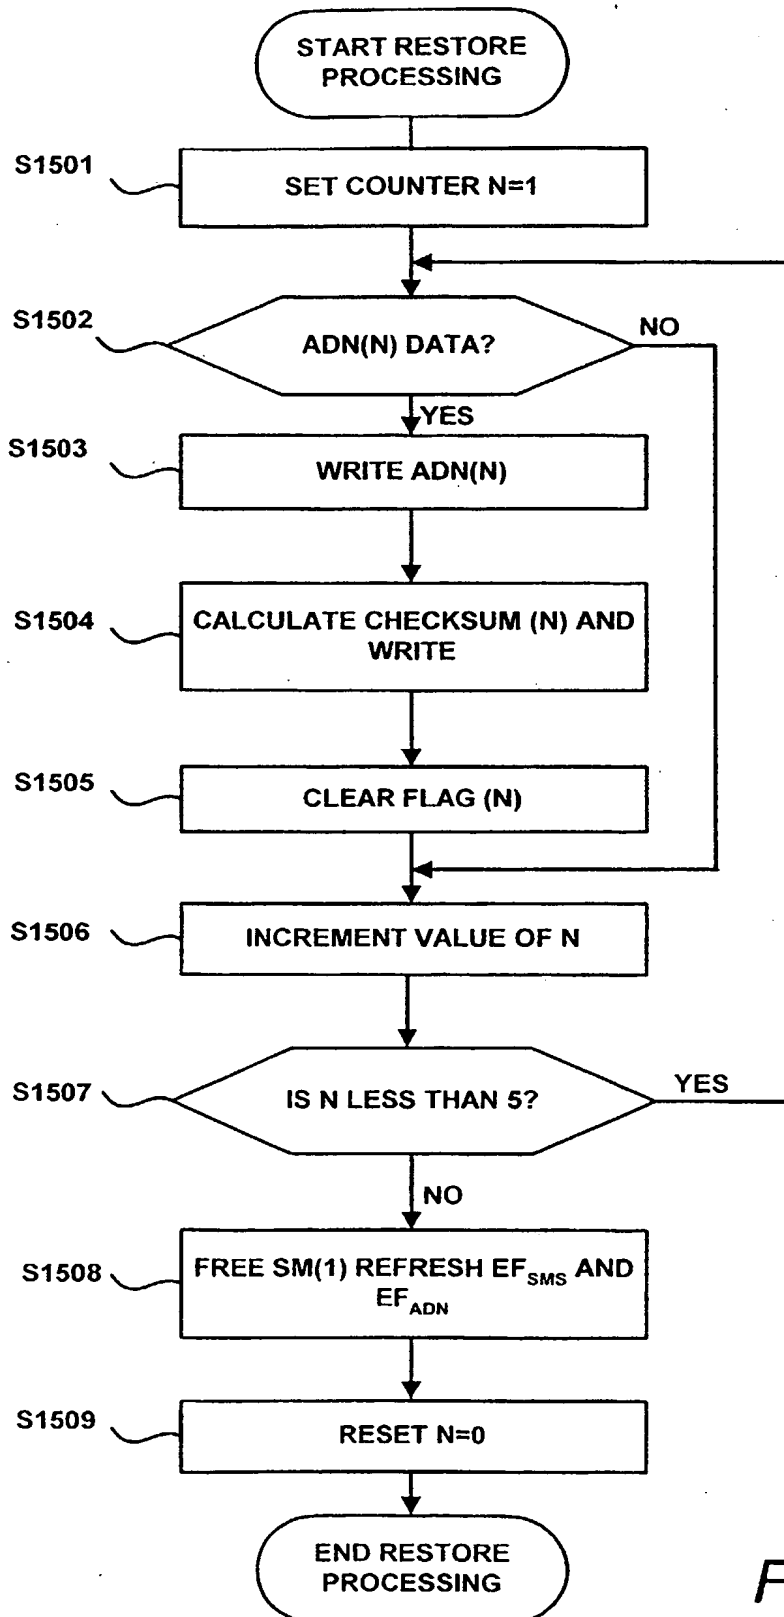 START RESTORE
PROCESSING
S1501
SET COUNTER N=1
S1502
ADN(N) DATA?
NO
YES
S1503
WRITE ADN(N)
S1504
CALCULATE CHECKSUM (N) AND
WRITE
S1505
CLEAR FLAG (N)
S1506
INCREMENT VALUE OF N
S1507
IS N LESS THAN 5?
YES
NO
S1508
FREE SM(1) REFRESH EFSMS AND
EFADN
S1509
RESET N=0
END RESTORE
PROCESSING
F